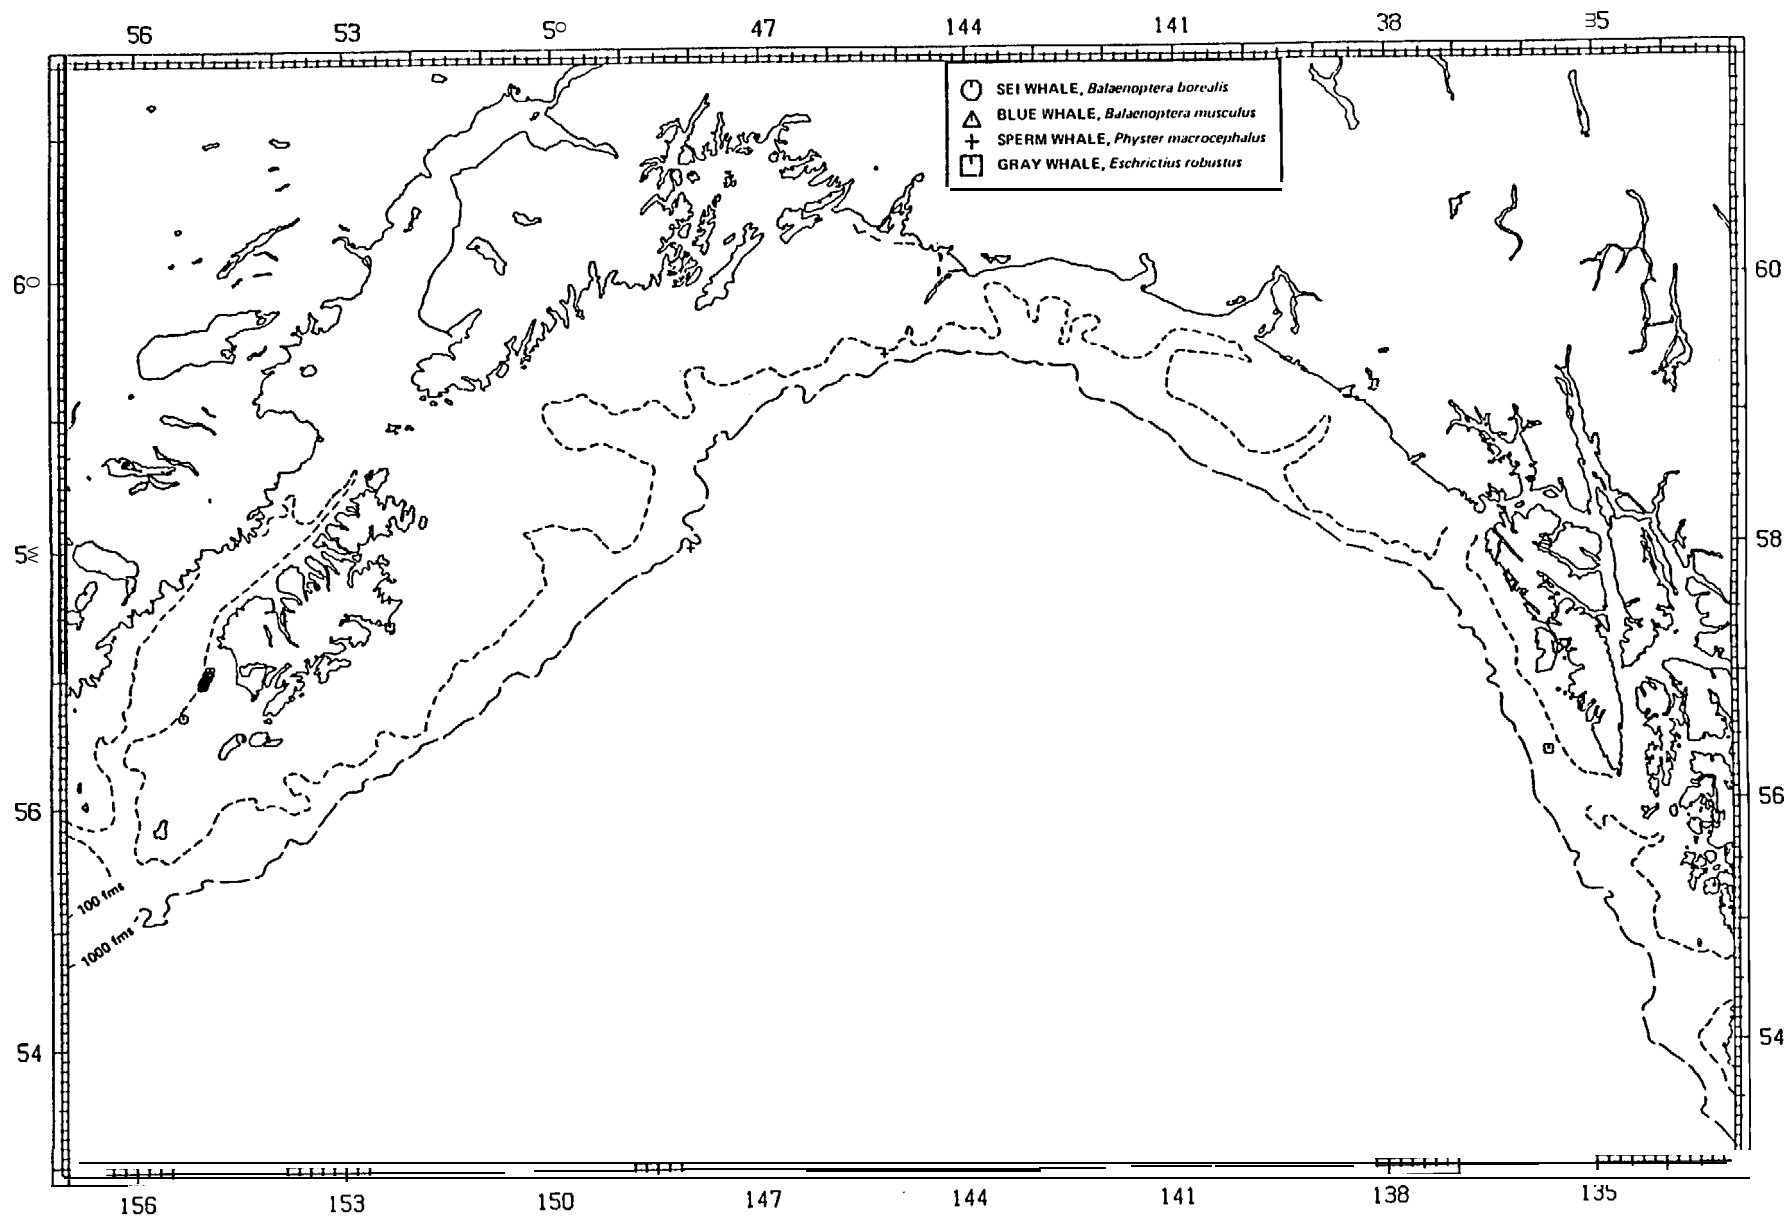 56 53 5O 47 144 141 38 35
SEI WHALE, Balaenoptera borealis
BLUE WHALE, Balaenoptera musculus
SPERM WHALE, Physter macrocephalus
GRAY WHALE, Eschrictius robustus
6O 60
58
56 56
100 fms
1000 fms
54 54
156 153 150 147 144 141 138 135